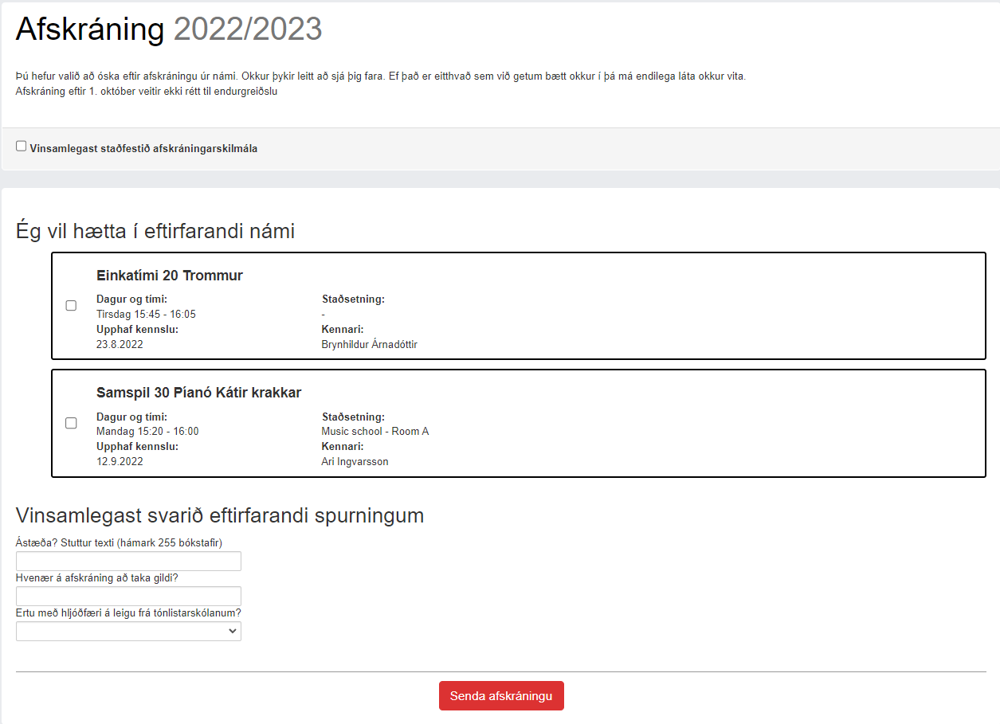 Afskráning 2022/2023
Þú hefur valið að óska eftir afskráningu úr námi. Okkur þykir leitt að sjá þig fara. Ef það er eitthvað sem við getum bætt okkur í þá má endilega láta okkur vita.
Afskráning eftir 1. október veitir ekki rétt til endurgreiðslu
Vinsamlegast staðfestið afskráningarskilmála
Ég vil hætta í eftirfarandi námi
Einkatími 20 Trommur
Dagur og tími:
Tirsdag 15:45 - 16:05
Upphaf kennslu:
23.8.2022
Staðsetning:
-
Kennari:
Brynhildur Árnadóttir
Samspil 30 Píanó Kátir krakkar
Dagur og tími:
Mandag 15:20 - 16:00
Upphaf kennslu:
12.9.2022
Staðsetning:
Music school - Room A
Kennari:
Ari Ingvarsson
Vinsamlegast svarið eftirfarandi spurningum
Ástæða? Stuttur texti (hámark 255 bókstafir)
Hvenær á afskráning að taka gildi?
Ertu með hljóðfæri á leigu frá tónlistarskólanum?
Senda afskráningu